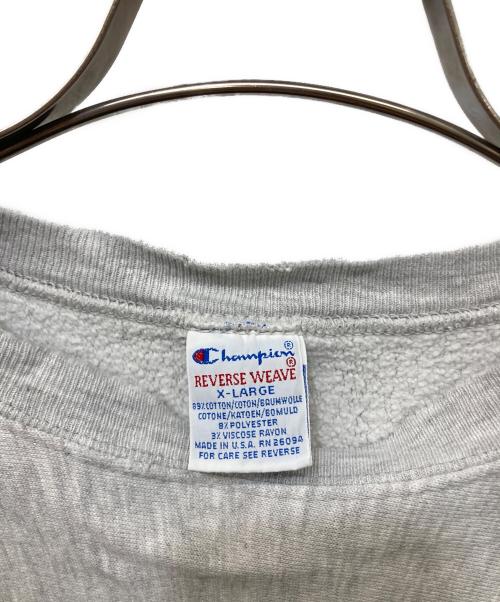 Champion®
REVERSE WEAVE®
X-LARGE
89% COTTON/COTON/BAUMWOLLE
COTONE/KATOEN/BOMULD
8% POLYESTER
3% VISCOSE RAYON
MADE IN U.S.A. RN 26094
FOR CARE SEE REVERSE